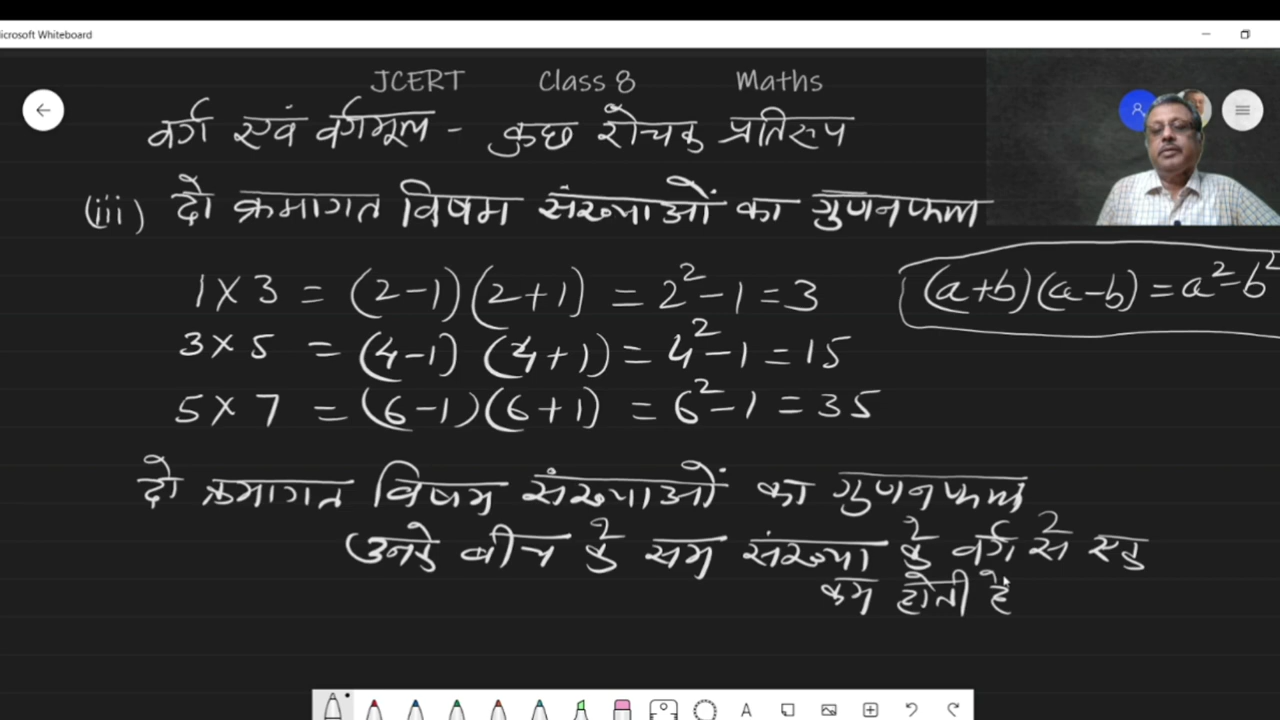 icrosoft Whiteboard
JCERT Class 8 Maths
वर्ग एवं वर्गमूल - कुछ रोचक प्रतिरुप
(iii) दो क्रमागत विषम संख्याओं का गुणनफल
1 X 3 = (2-1)(2+1) = 2² - 1 = 3
(a+b)(a-b) = a² - b²
3 x 5 = (4-1) (4+1) = 4² - 1 = 15
5 x 7 = (6-1)(6+1) = 6² - 1 = 35
दो क्रमागत विषम संख्याओं का गुणनफल
उनके बीच के सम संख्या के वर्ग से एक
कम होती है
A